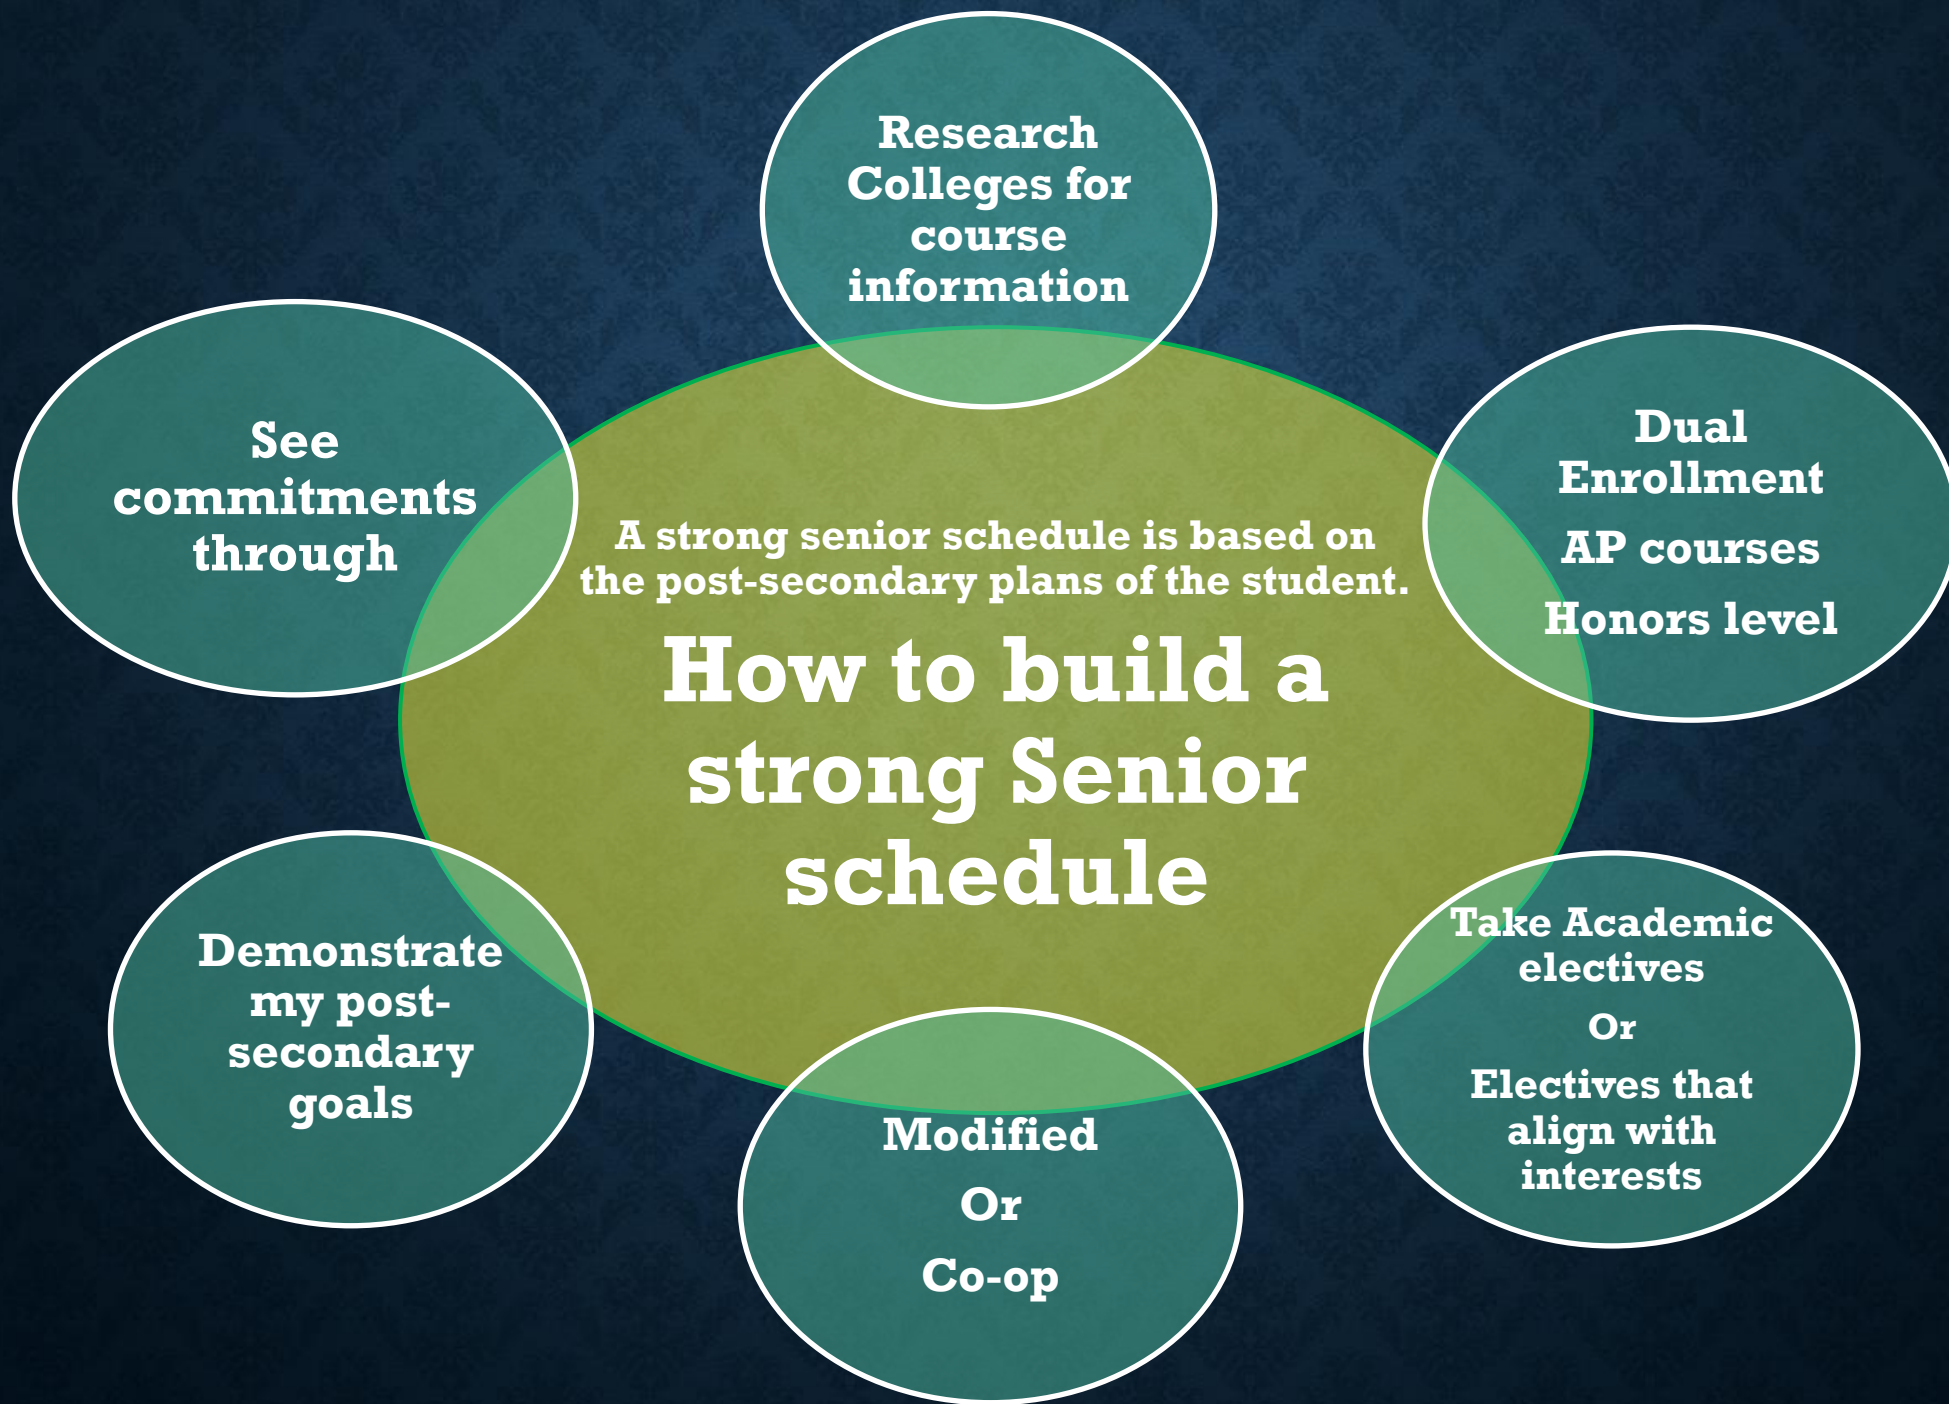 Research
Colleges for
course
information
Dual
Enrollment
AP courses
Honors level
Take Academic
electives
Or
Electives that
align with
interests
Modified
Or
Co-op
Demonstrate
my post-
secondary
goals
See
commitments
through
A strong senior schedule is based on
the post-secondary plans of the student.
How to build a
strong Senior
schedule